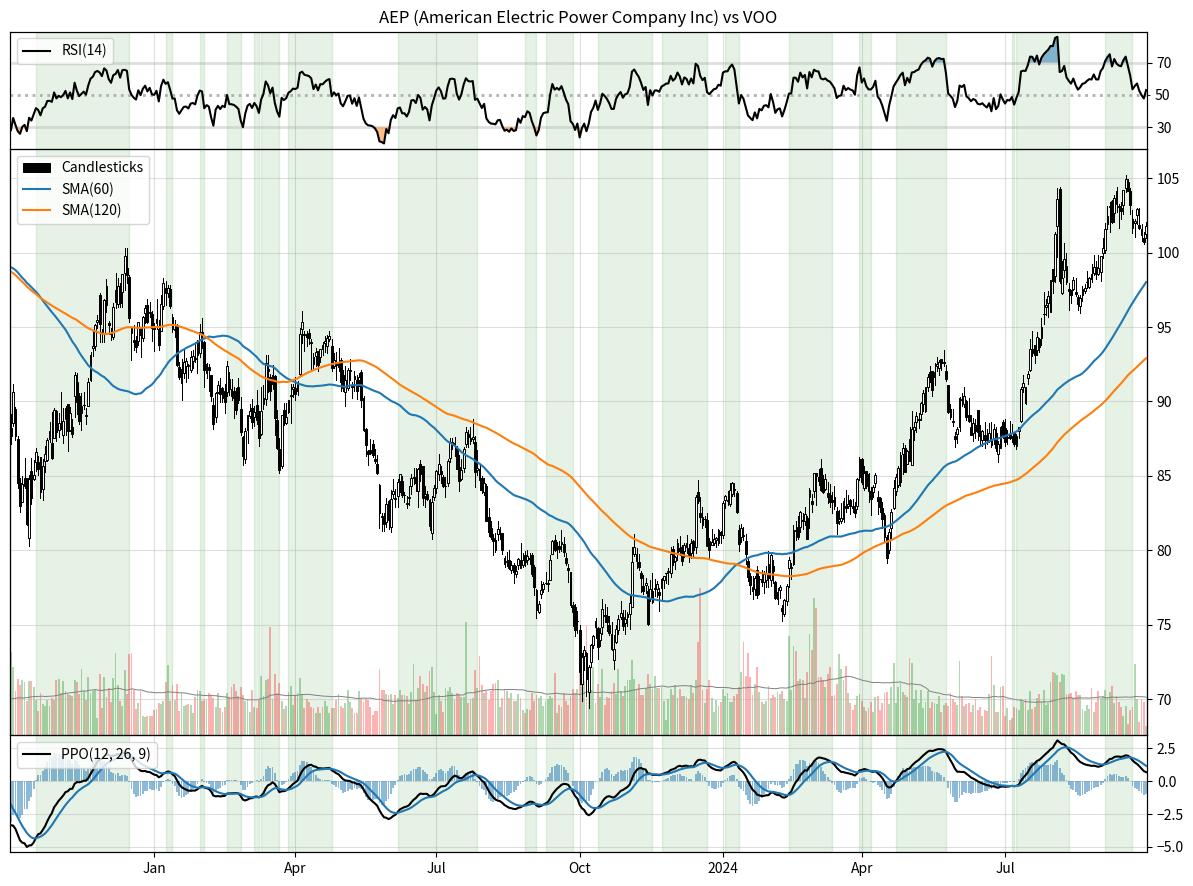 AEP (American Electric Power Company Inc) vs VOO
RSI(14)
70
50
30
Candlesticks
SMA(60)
SMA(120)
105
100
95
90
85
80
75
70
PPO(12, 26, 9)
2.5
0.0
−2.5
−5.0
Jan
Apr
Jul
Oct
2024
Apr
Jul